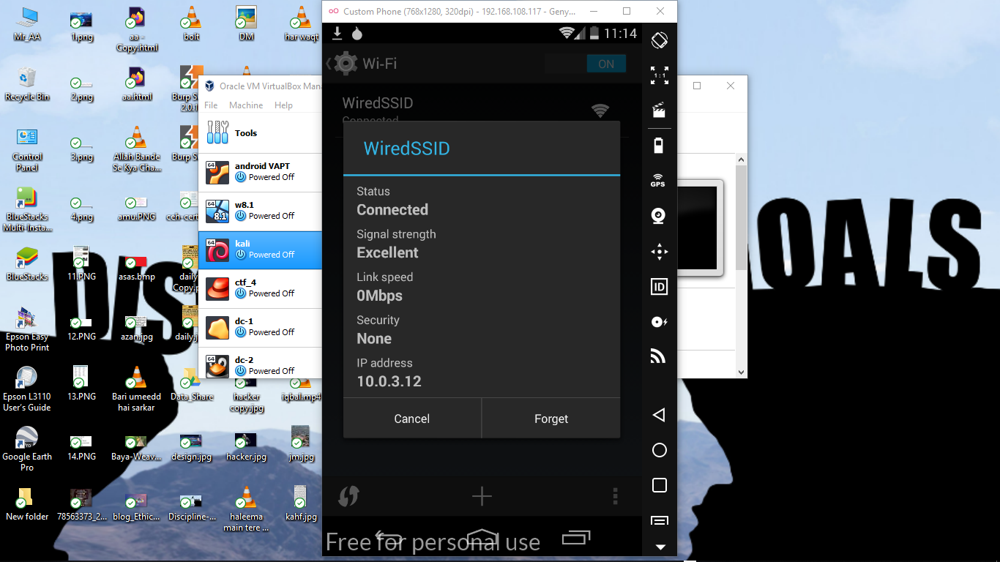 Custom Phone (768x1280, 320dpi) - 192.168.108.117 - Geny...
11:14
Wi-Fi
ON
WiredSSID
Connected
WiredSSID
Status
Connected
Signal strength
Excellent
Link speed
0Mbps
Security
None
IP address
10.0.3.12
Cancel
Forget
Free for personal use
1:1
GPS
ID
Oracle VM VirtualBox Mana
File Machine Help
Tools
64
android VAPT
Powered Off
64
8.1
w8.1
Powered Off
64
kali
Powered Off
ctf_4
Powered Off
dc-1
Powered Off
64
dc-2
Powered Off
Mr_AA
1.png
aa -
Copy.html
bolt
DM
har waqt
Recycle Bin
2.png
aa.html
Burp S
2.0.1
Control
Panel
3.png
Allah Bande
Se Kya Cha...
Burp S
BlueStacks
Multi-Insta...
4.png
amu.PNG
ceh-cert
BlueStacks
11.PNG
asas.bmp
daily
Copy.p
Epson Easy
Photo Print
12.PNG
azan.jpg
daily.j
Epson L3110
User's Guide
13.PNG
Bari umeedd
hai sarkar
Data_Share
hacker
copy.jpg
iqbal.mp4
Google Earth
Pro
14.PNG
Baya-Weav...
design.jpg
hacker.jpg
jm.jpg
New folder
78563373_2...
blog_Ethic...
Discipline-...
haleema
main tere ...
kahf.jpg
DIS
OALS